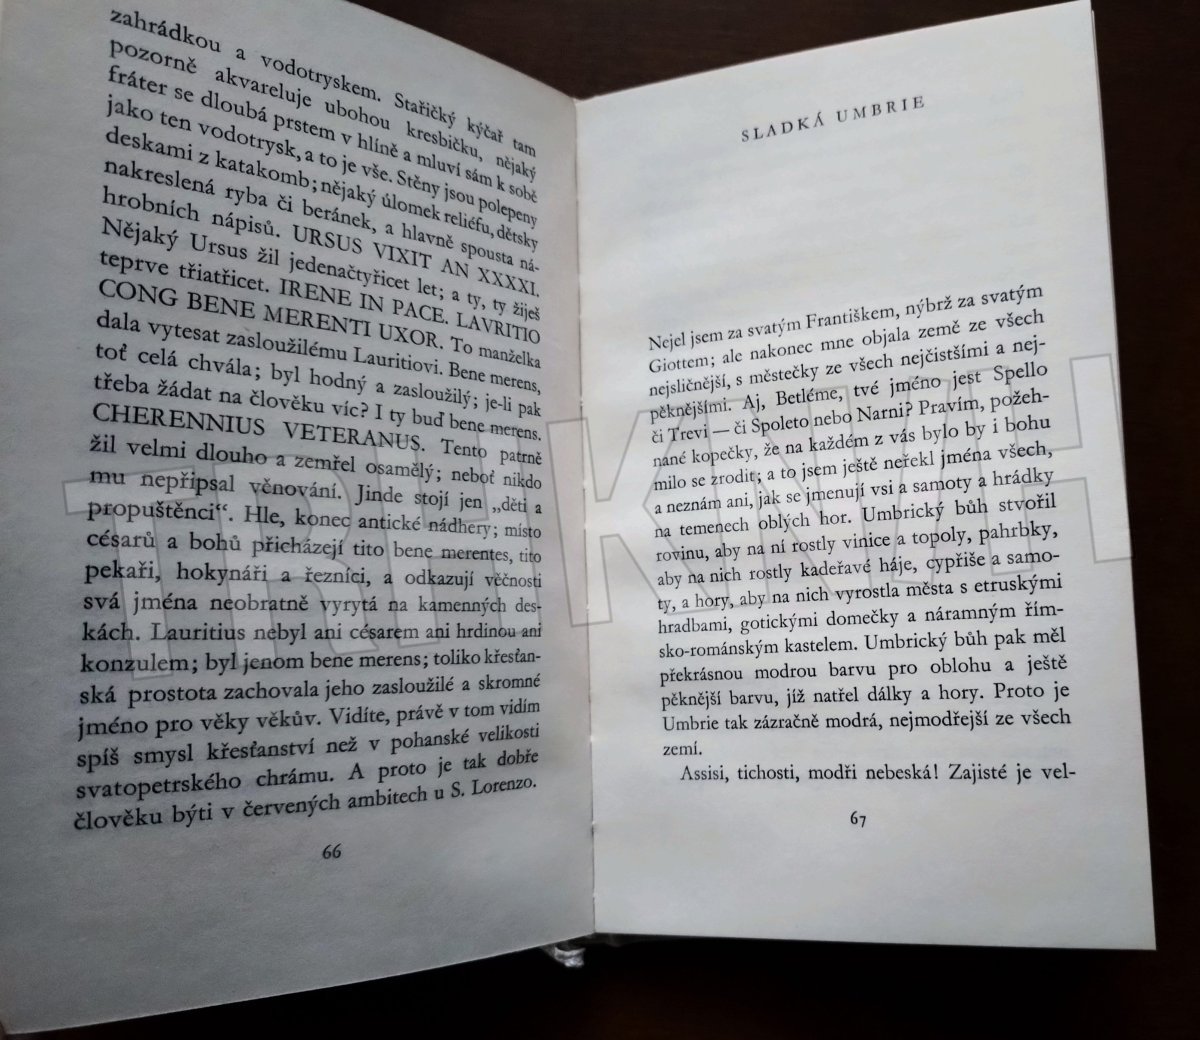 zahrádkou a vodotryskem. Stařičký kýčař tam
pozorně akvareluje ubohou kresbičku, nějaký
fráter se dloubá prstem v hlíně a mluví sám k sobě
jako ten vodotrysk, a to je vše. Stěny jsou polepeny
deskami z katakomb; nějaký úlomek reliéfu, dětsky
nakreslená ryba či beránek, a hlavně spousta ná-
hrobních nápisů. URSUS VIXIT AN XXXXI.
Nějaký Ursus žil jedenačtyřicet let; a ty, ty žiješ
teprve třiatřicet. IRENE IN PACE. LAVRITIO
CONG BENE MERENTI UXOR. To manželka
dala vytesat zasloužilému Lauritiovi. Bene merens,
toť celá chvála; byl hodný a zasloužilý; je-li pak
třeba žádat na člověku víc? I ty buď bene merens.
CHERENNIUS VETERANUS. Tento patrně
žil velmi dlouho a zemřel osamělý; neboť nikdo
mu nepřipsal věnování. Jinde stojí jen „děti a
propuštěnci“. Hle, konec antické nádhery; místo
césarů a bohů přicházejí tito bene merentes, tito
pekaři, hokynáři a řezníci, a odkazují věčnosti
svá jména neobratně vyrytá na kamenných des-
kách. Lauritius nebyl ani césarem ani hrdinou ani
konzulem; byl jenom bene merens; toliko křesťan-
ská prostota zachovala jeho zasloužilé a skromné
jméno pro věky věkův. Vidíte, právě v tom vidím
spíš smysl křesťanství než v pohanské velikosti
svatopetrského chrámu. A proto je tak dobře
člověku býti v červených ambitech u S. Lorenzo.
66
SLADKÁ UMBRIE
Nejel jsem za svatým Františkem, nýbrž za svatým
Giottem; ale nakonec mne objala země ze všech
nejsličnější, s městečky ze všech nejčistšími a nej-
pěknějšími. Aj, Betléme, tvé jméno jest Spello
či Trevi — či Spoleto nebo Narni? Pravím, požeh-
nané kopečky, že na každém z vás bylo by i bohu
milo se zrodit; a to jsem ještě neřekl jména všech,
a neznám ani, jak se jmenují vsi a samoty a hrádky
na temenech oblých hor. Umbrický bůh stvořil
rovinu, aby na ní rostly vinice a topoly, pahrbky,
aby na nich rostly kadeřavé háje, cypřiše a samo-
ty, a hory, aby na nich vyrostla města s etruskými
hradbami, gotickými domečky a náramným řím-
sko-románským kastelem. Umbrický bůh pak měl
překrásnou modrou barvu pro oblohu a ještě
pěknější barvu, jíž natřel dálky a hory. Proto je
Umbrie tak zázračně modrá, nejmodřejší ze všech
zemí.
Assisi, tichosti, modři nebeská! Zajisté je vel-
67